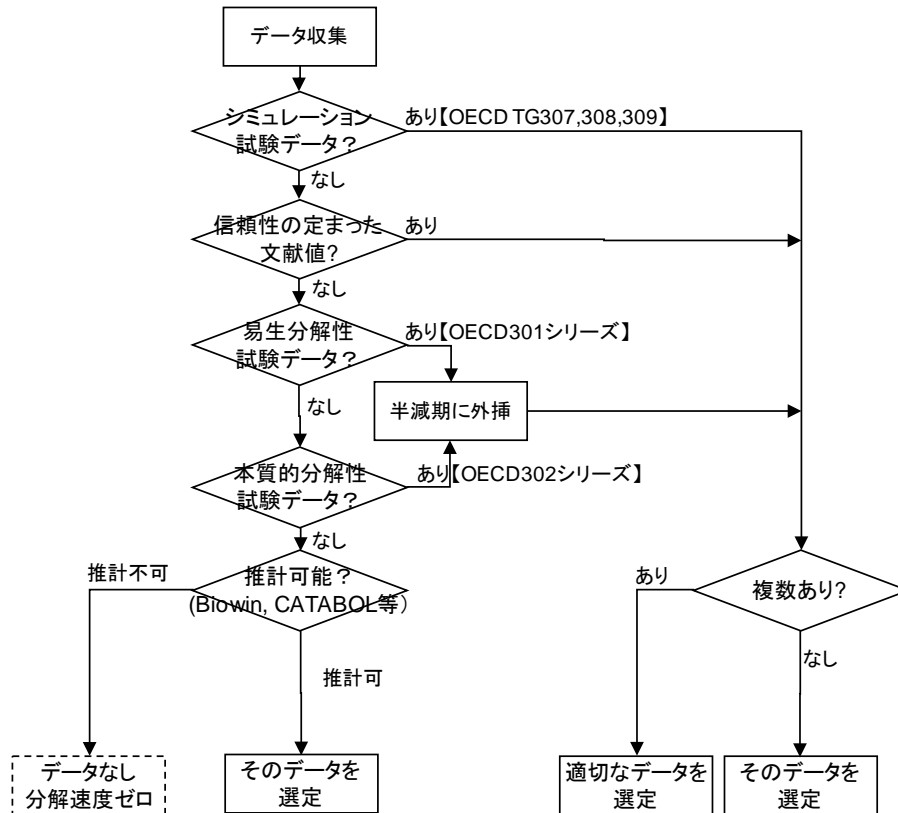 データ収集
シミュレーション
試験データ？
あり【OECD TG307,308,309】
なし
信頼性の定まった
文献値?
あり
なし
易生分解性
試験データ？
あり【OECD301シリーズ】
なし
半減期に外挿
本質的分解性
試験データ？
あり【OECD302シリーズ】
なし
推計不可
推計可能？
(Biowin, CATABOL等）
あり
複数あり?
推計可
なし
データなし
分解速度ゼロ
そのデータを
選定
適切なデータを
選定
そのデータを
選定